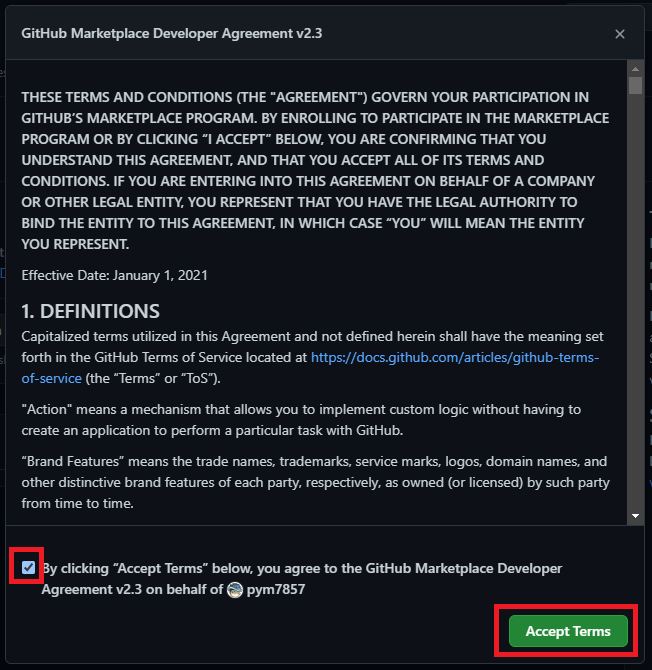 GitHub Marketplace Developer Agreement v2.3
THESE TERMS AND CONDITIONS (THE "AGREEMENT") GOVERN YOUR PARTICIPATION IN
GITHUB’S MARKETPLACE PROGRAM. BY ENROLLING TO PARTICIPATE IN THE MARKETPLACE
PROGRAM OR BY CLICKING “I ACCEPT” BELOW, YOU ARE CONFIRMING THAT YOU
UNDERSTAND THIS AGREEMENT, AND THAT YOU ACCEPT ALL OF ITS TERMS AND
CONDITIONS. IF YOU ARE ENTERING INTO THIS AGREEMENT ON BEHALF OF A COMPANY
OR OTHER LEGAL ENTITY, YOU REPRESENT THAT YOU HAVE THE LEGAL AUTHORITY TO
BIND THE ENTITY TO THIS AGREEMENT, IN WHICH CASE “YOU” WILL MEAN THE ENTITY
YOU REPRESENT.
Effective Date: January 1, 2021
1. DEFINITIONS
Capitalized terms utilized in this Agreement and not defined herein shall have the meaning set
forth in the GitHub Terms of Service located at https://docs.github.com/articles/github-terms-
of-service (the “Terms” or “ToS”).
"Action" means a mechanism that allows you to implement custom logic without having to
create an application to perform a particular task with GitHub.
“Brand Features” means the trade names, trademarks, service marks, logos, domain names, and
other distinctive brand features of each party, respectively, as owned (or licensed) by such party
from time to time.
By clicking “Accept Terms” below, you agree to the GitHub Marketplace Developer
Agreement v2.3 on behalf of pym7857
Accept Terms